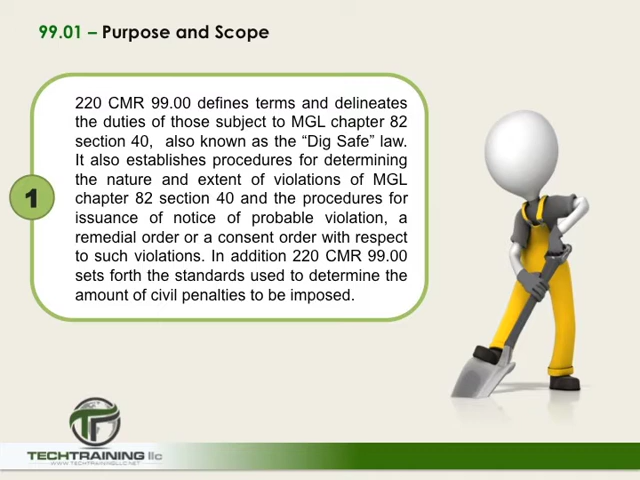 99.01 – Purpose and Scope
220 CMR 99.00 defines terms and delineates
the duties of those subject to MGL chapter 82
section 40, also known as the “Dig Safe” law.
It also establishes procedures for determining
the nature and extent of violations of MGL
chapter 82 section 40 and the procedures for
issuance of notice of probable violation, a
remedial order or a consent order with respect
to such violations. In addition 220 CMR 99.00
sets forth the standards used to determine the
amount of civil penalties to be imposed.
1
TECHTRAINING llc
WWW.TECHTRAININGLLC.NET